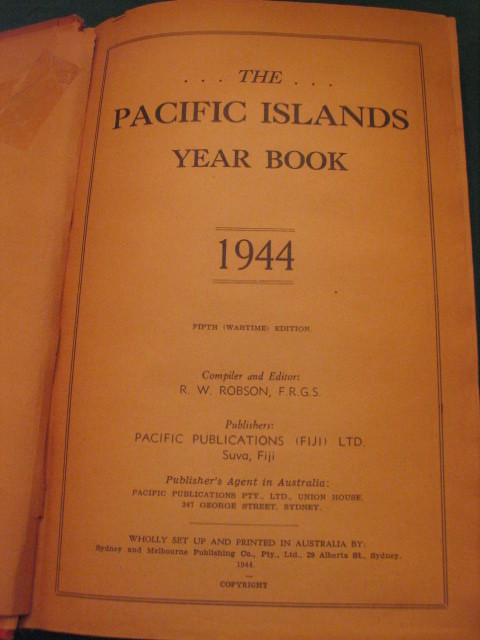 ... THE ...
PACIFIC ISLANDS
YEAR BOOK
1944
FIFTH (WARTIME) EDITION
Compiler and Editor:
R. W. ROBSON, F.R.G.S.
Publishers:
PACIFIC PUBLICATIONS (FIJI) LTD.
Suva, Fiji
Publisher's Agent in Australia:
PACIFIC PUBLICATIONS PTY., LTD., UNION HOUSE,
247 GEORGE STREET, SYDNEY.
WHOLLY SET UP AND PRINTED IN AUSTRALIA BY:
Sydney and Melbourne Publishing Co., Pty., Ltd., 29 Alberta St., Sydney.
1944.
COPYRIGHT